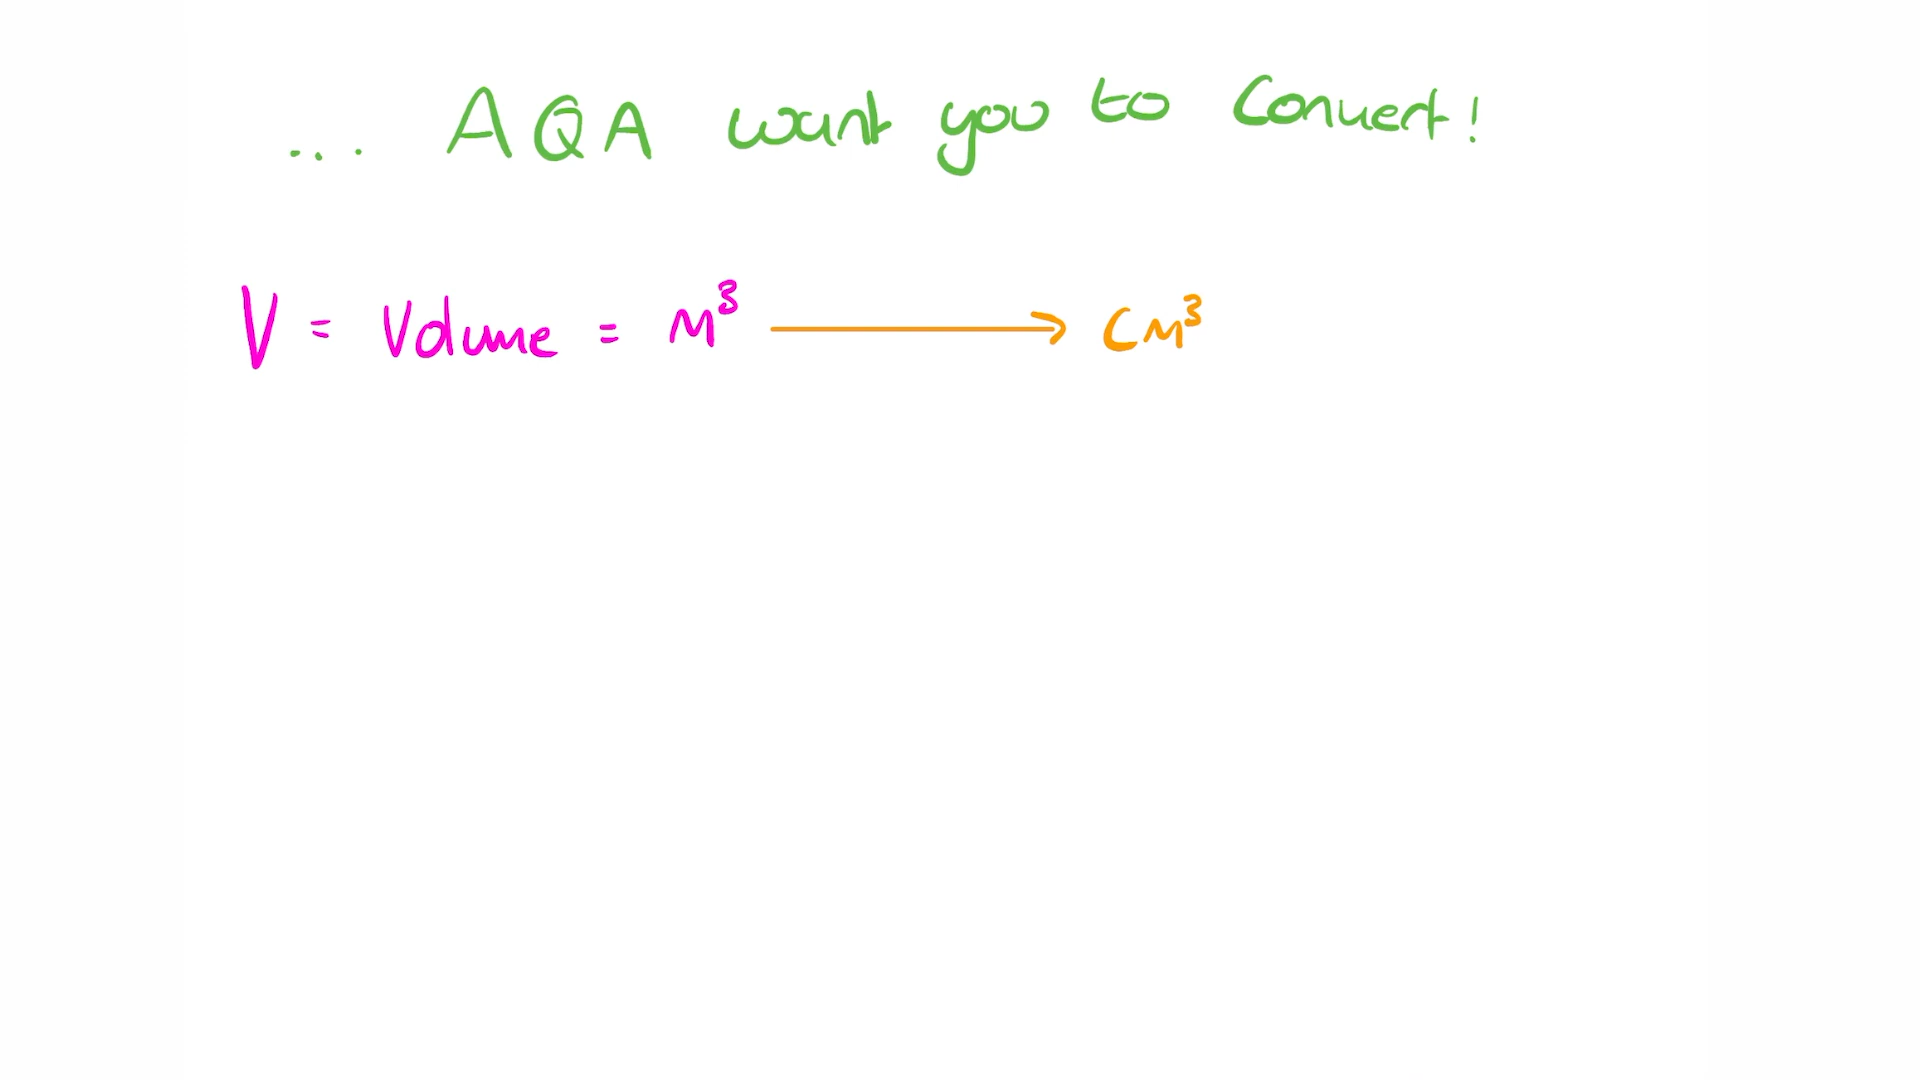 ... AQA want you to convert!
V = Volume = m³ → cm³